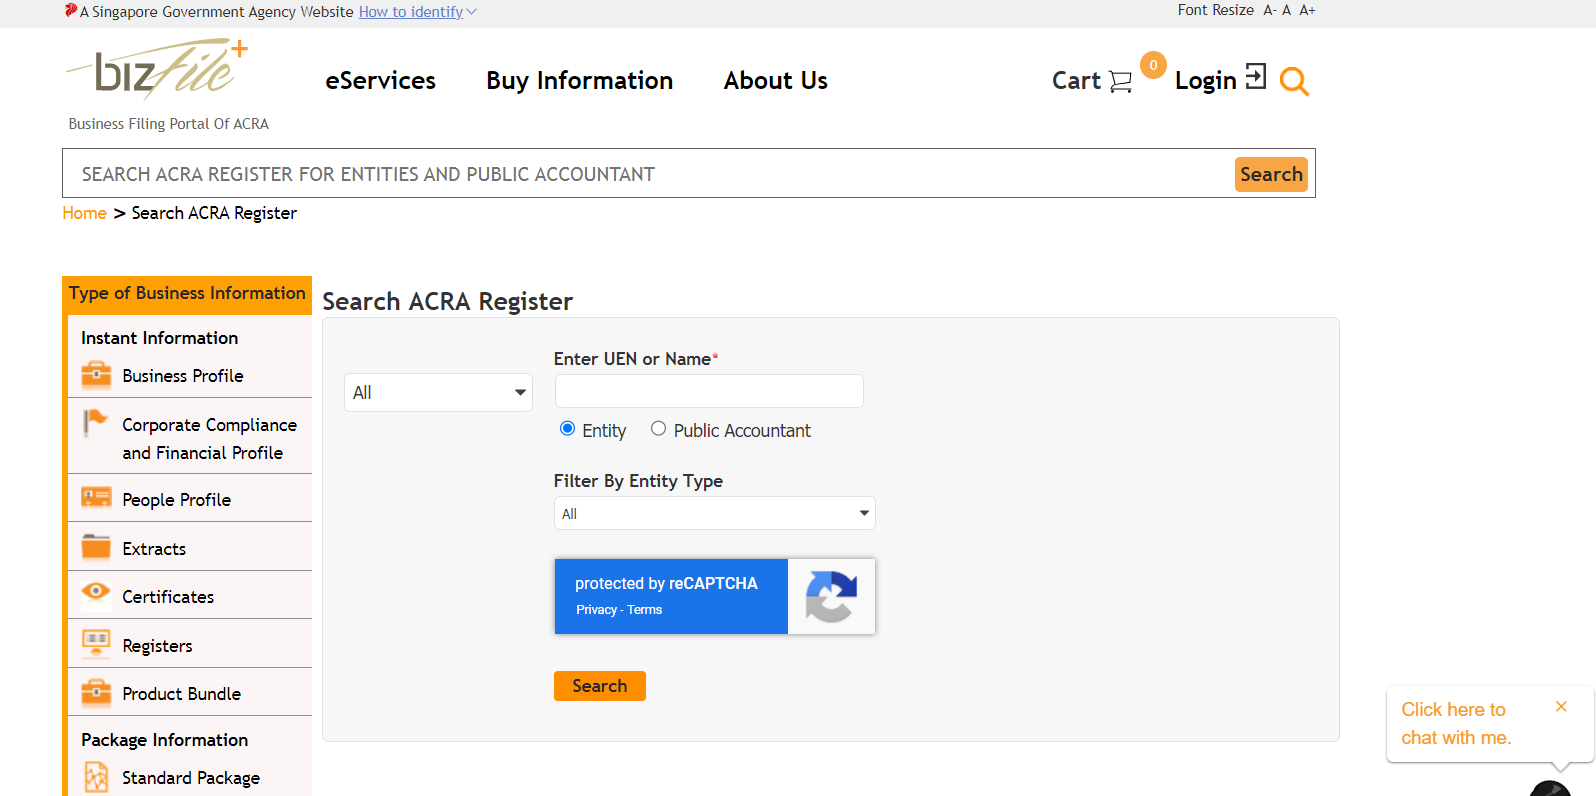 A Singapore Government Agency Website How to identify
Font Resize A- A A+
bizfile+
Business Filing Portal Of ACRA
eServices
Buy Information
About Us
Cart
0
Login
SEARCH ACRA REGISTER FOR ENTITIES AND PUBLIC ACCOUNTANT
Search
Home > Search ACRA Register
Type of Business Information
Instant Information
Business Profile
Corporate Compliance
and Financial Profile
People Profile
Extracts
Certificates
Registers
Product Bundle
Package Information
Standard Package
Search ACRA Register
All
Enter UEN or Name*
Entity
Public Accountant
Filter By Entity Type
All
protected by reCAPTCHA
Privacy - Terms
Search
Click here to
chat with me.